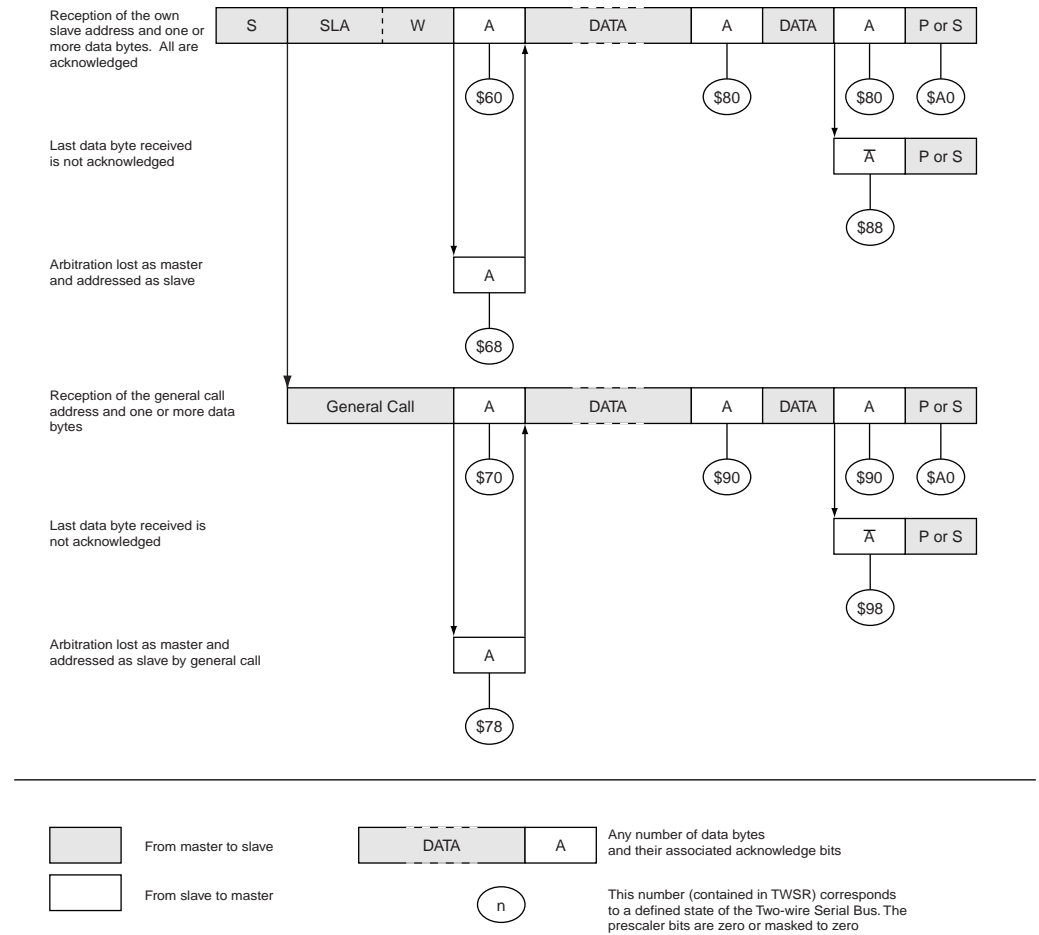 Reception of the own
slave address and one or
more data bytes. All are
acknowledged
S SLA W A DATA A DATA A P or S
$60 $80 $80 $A0
Last data byte received
is not acknowledged
A̅ P or S
$88
Arbitration lost as master
and addressed as slave
A
$68
Reception of the general call
address and one or more data
bytes
General Call A DATA A DATA A P or S
$70 $90 $90 $A0
Last data byte received is
not acknowledged
A̅ P or S
$98
Arbitration lost as master and
addressed as slave by general call
A
$78
From master to slave
DATA A
Any number of data bytes
and their associated acknowledge bits
From slave to master
n
This number (contained in TWSR) corresponds
to a defined state of the Two-wire Serial Bus. The
prescaler bits are zero or masked to zero